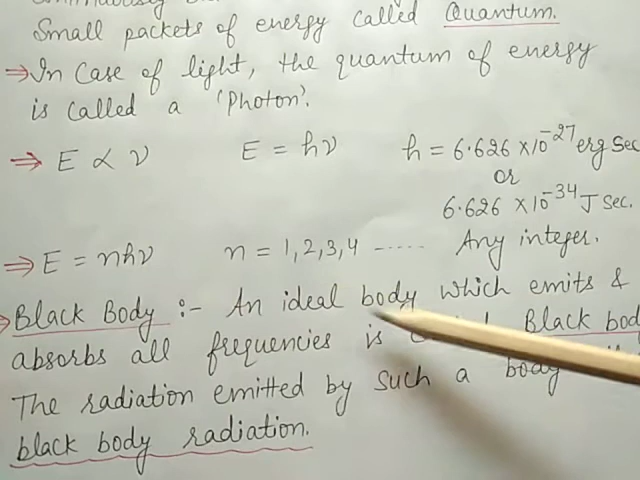 Small packets of energy called Quantum.
⇒ In Case of light, the quantum of energy
is called a 'Photon'.
⇒ E ∝ ν E = hν h = 6.626 × 10⁻²⁷ erg Sec
or
6.626 × 10⁻³⁴ J Sec.
⇒ E = nhν n = 1, 2, 3, 4 ----- Any integer.
Black Body :- An ideal body which emits &
absorbs all frequencies is Black bod
The radiation emitted by such a body
black body radiation.